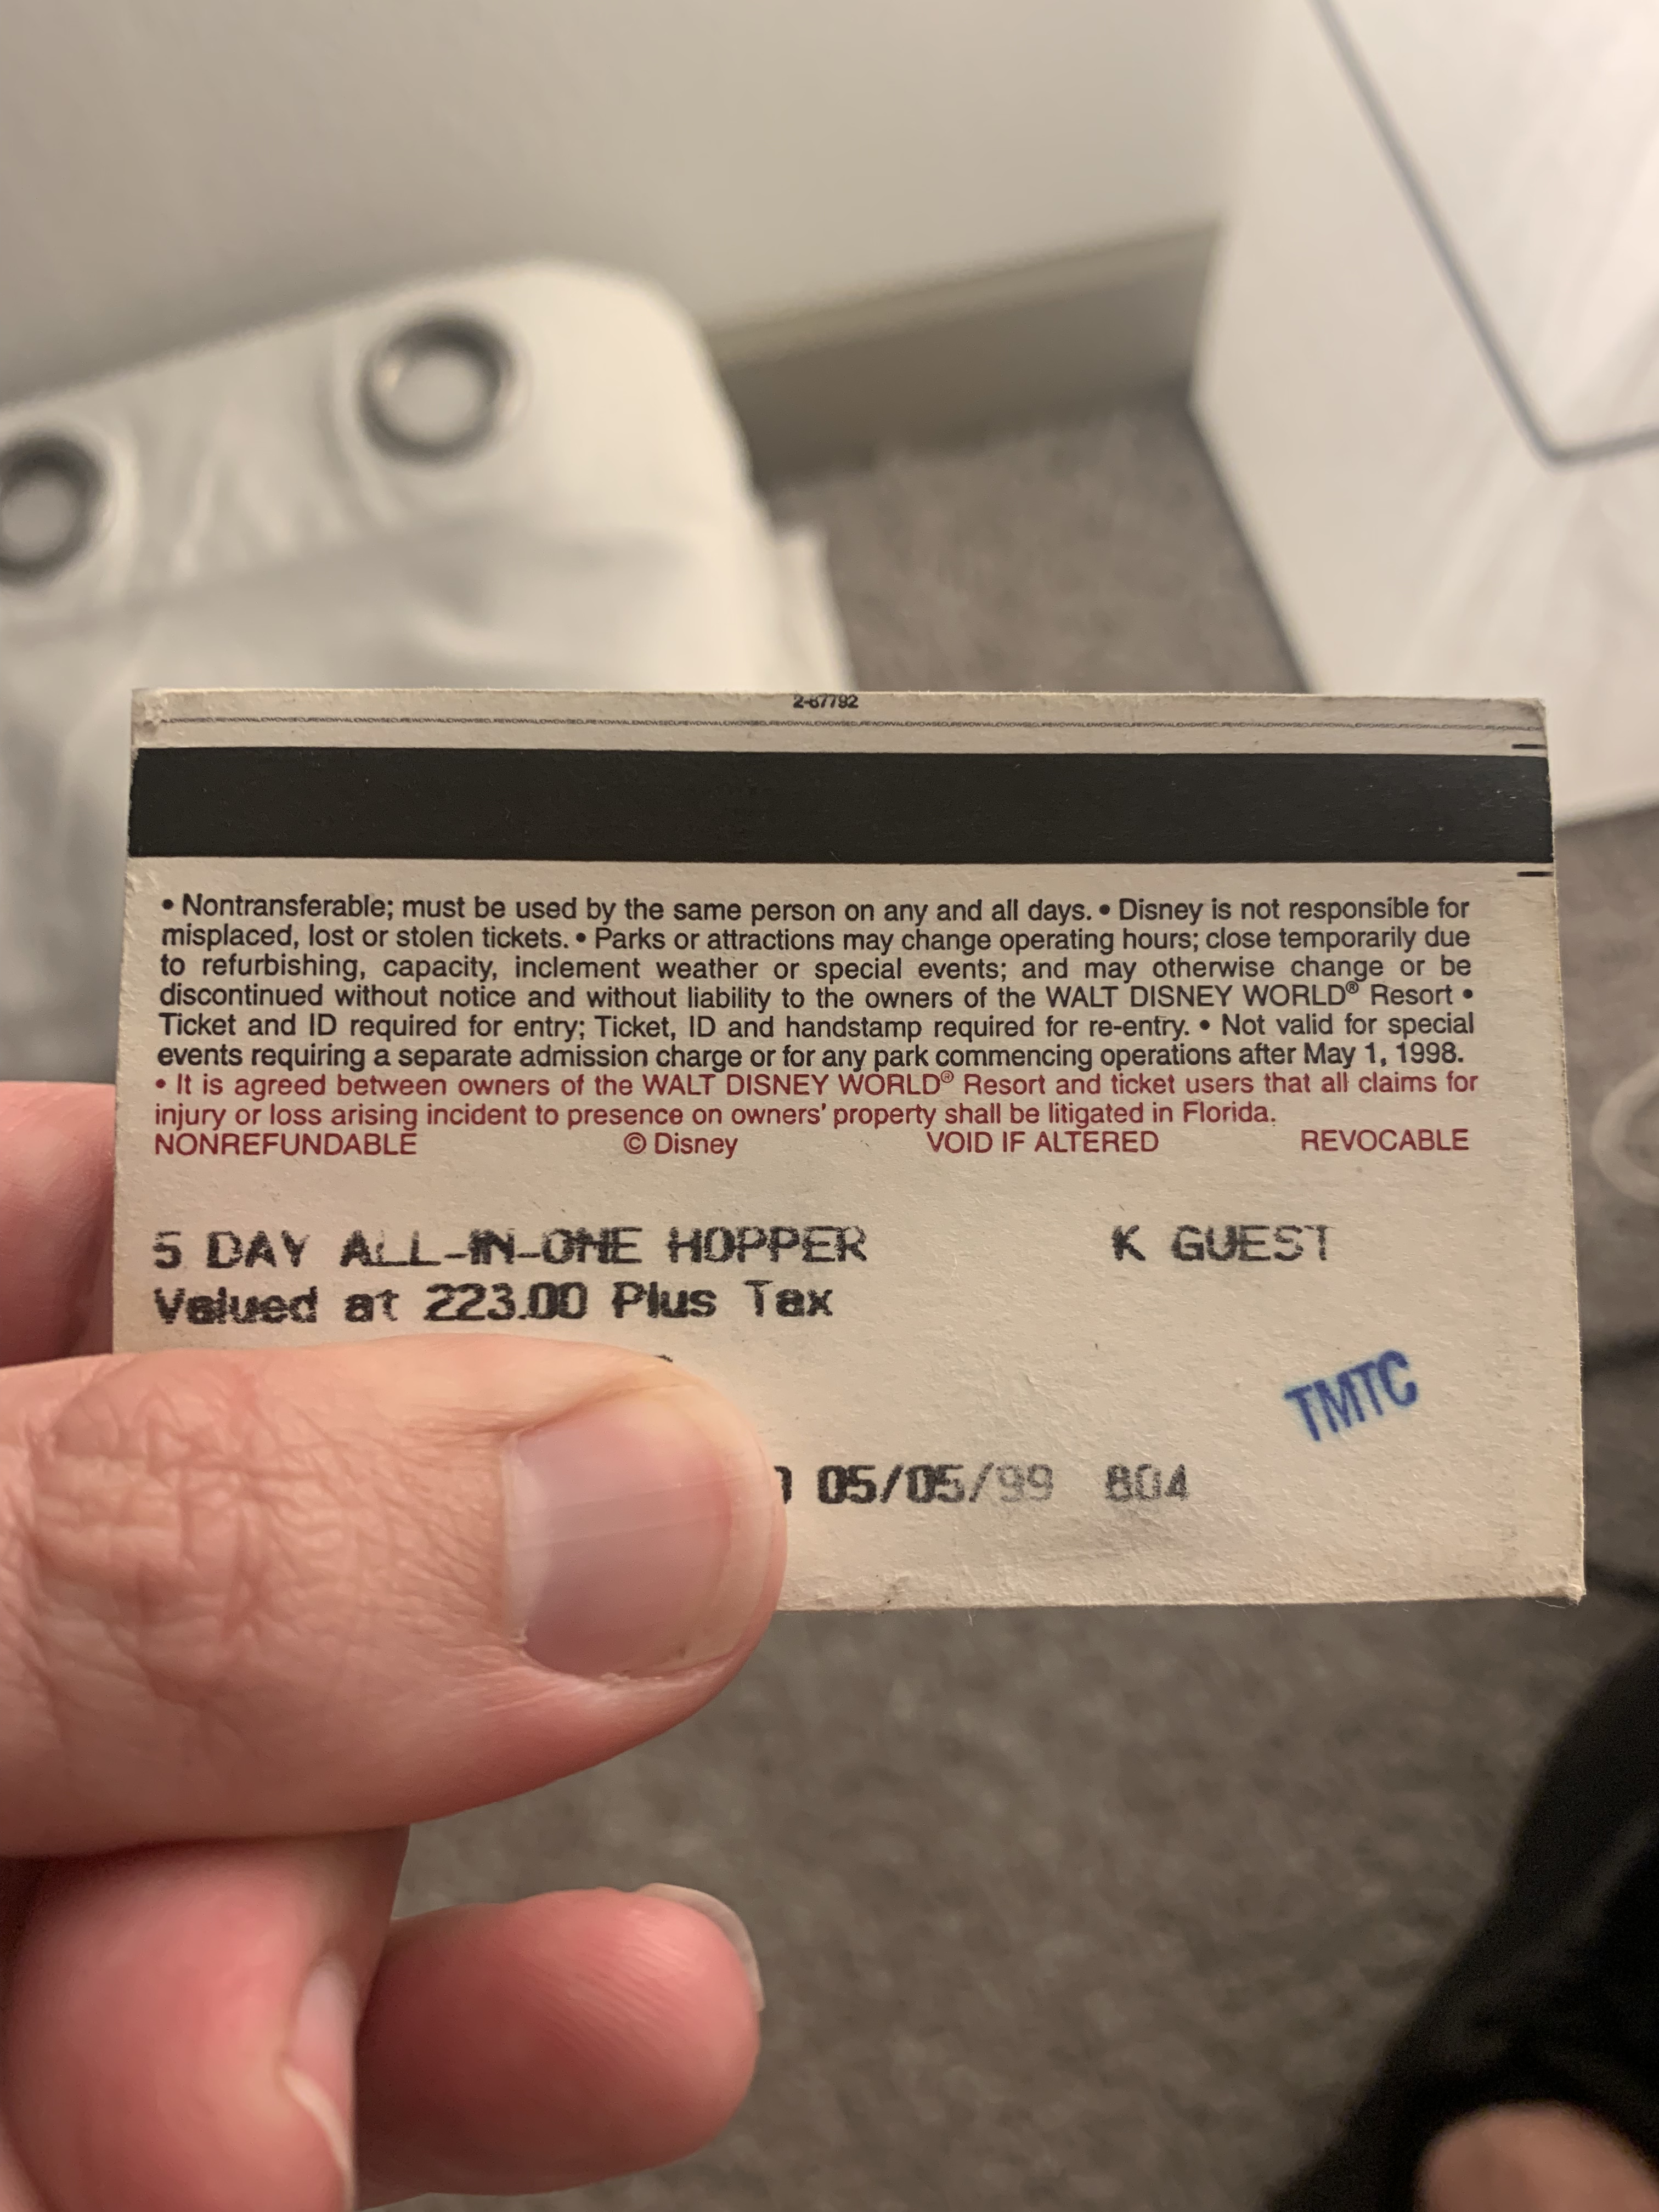 2-67792
• Nontransferable; must be used by the same person on any and all days. • Disney is not responsible for
misplaced, lost or stolen tickets. • Parks or attractions may change operating hours; close temporarily due
to refurbishing, capacity, inclement weather or special events; and may otherwise change or be
discontinued without notice and without liability to the owners of the WALT DISNEY WORLD® Resort •
Ticket and ID required for entry; Ticket, ID and handstamp required for re-entry. • Not valid for special
events requiring a separate admission charge or for any park commencing operations after May 1, 1998.
• It is agreed between owners of the WALT DISNEY WORLD® Resort and ticket users that all claims for
injury or loss arising incident to presence on owners' property shall be litigated in Florida.
NONREFUNDABLE © Disney VOID IF ALTERED REVOCABLE
5 DAY ALL-IN-ONE HOPPER K GUEST
Valued at 223.00 Plus Tax
TMTC
05/05/99 804